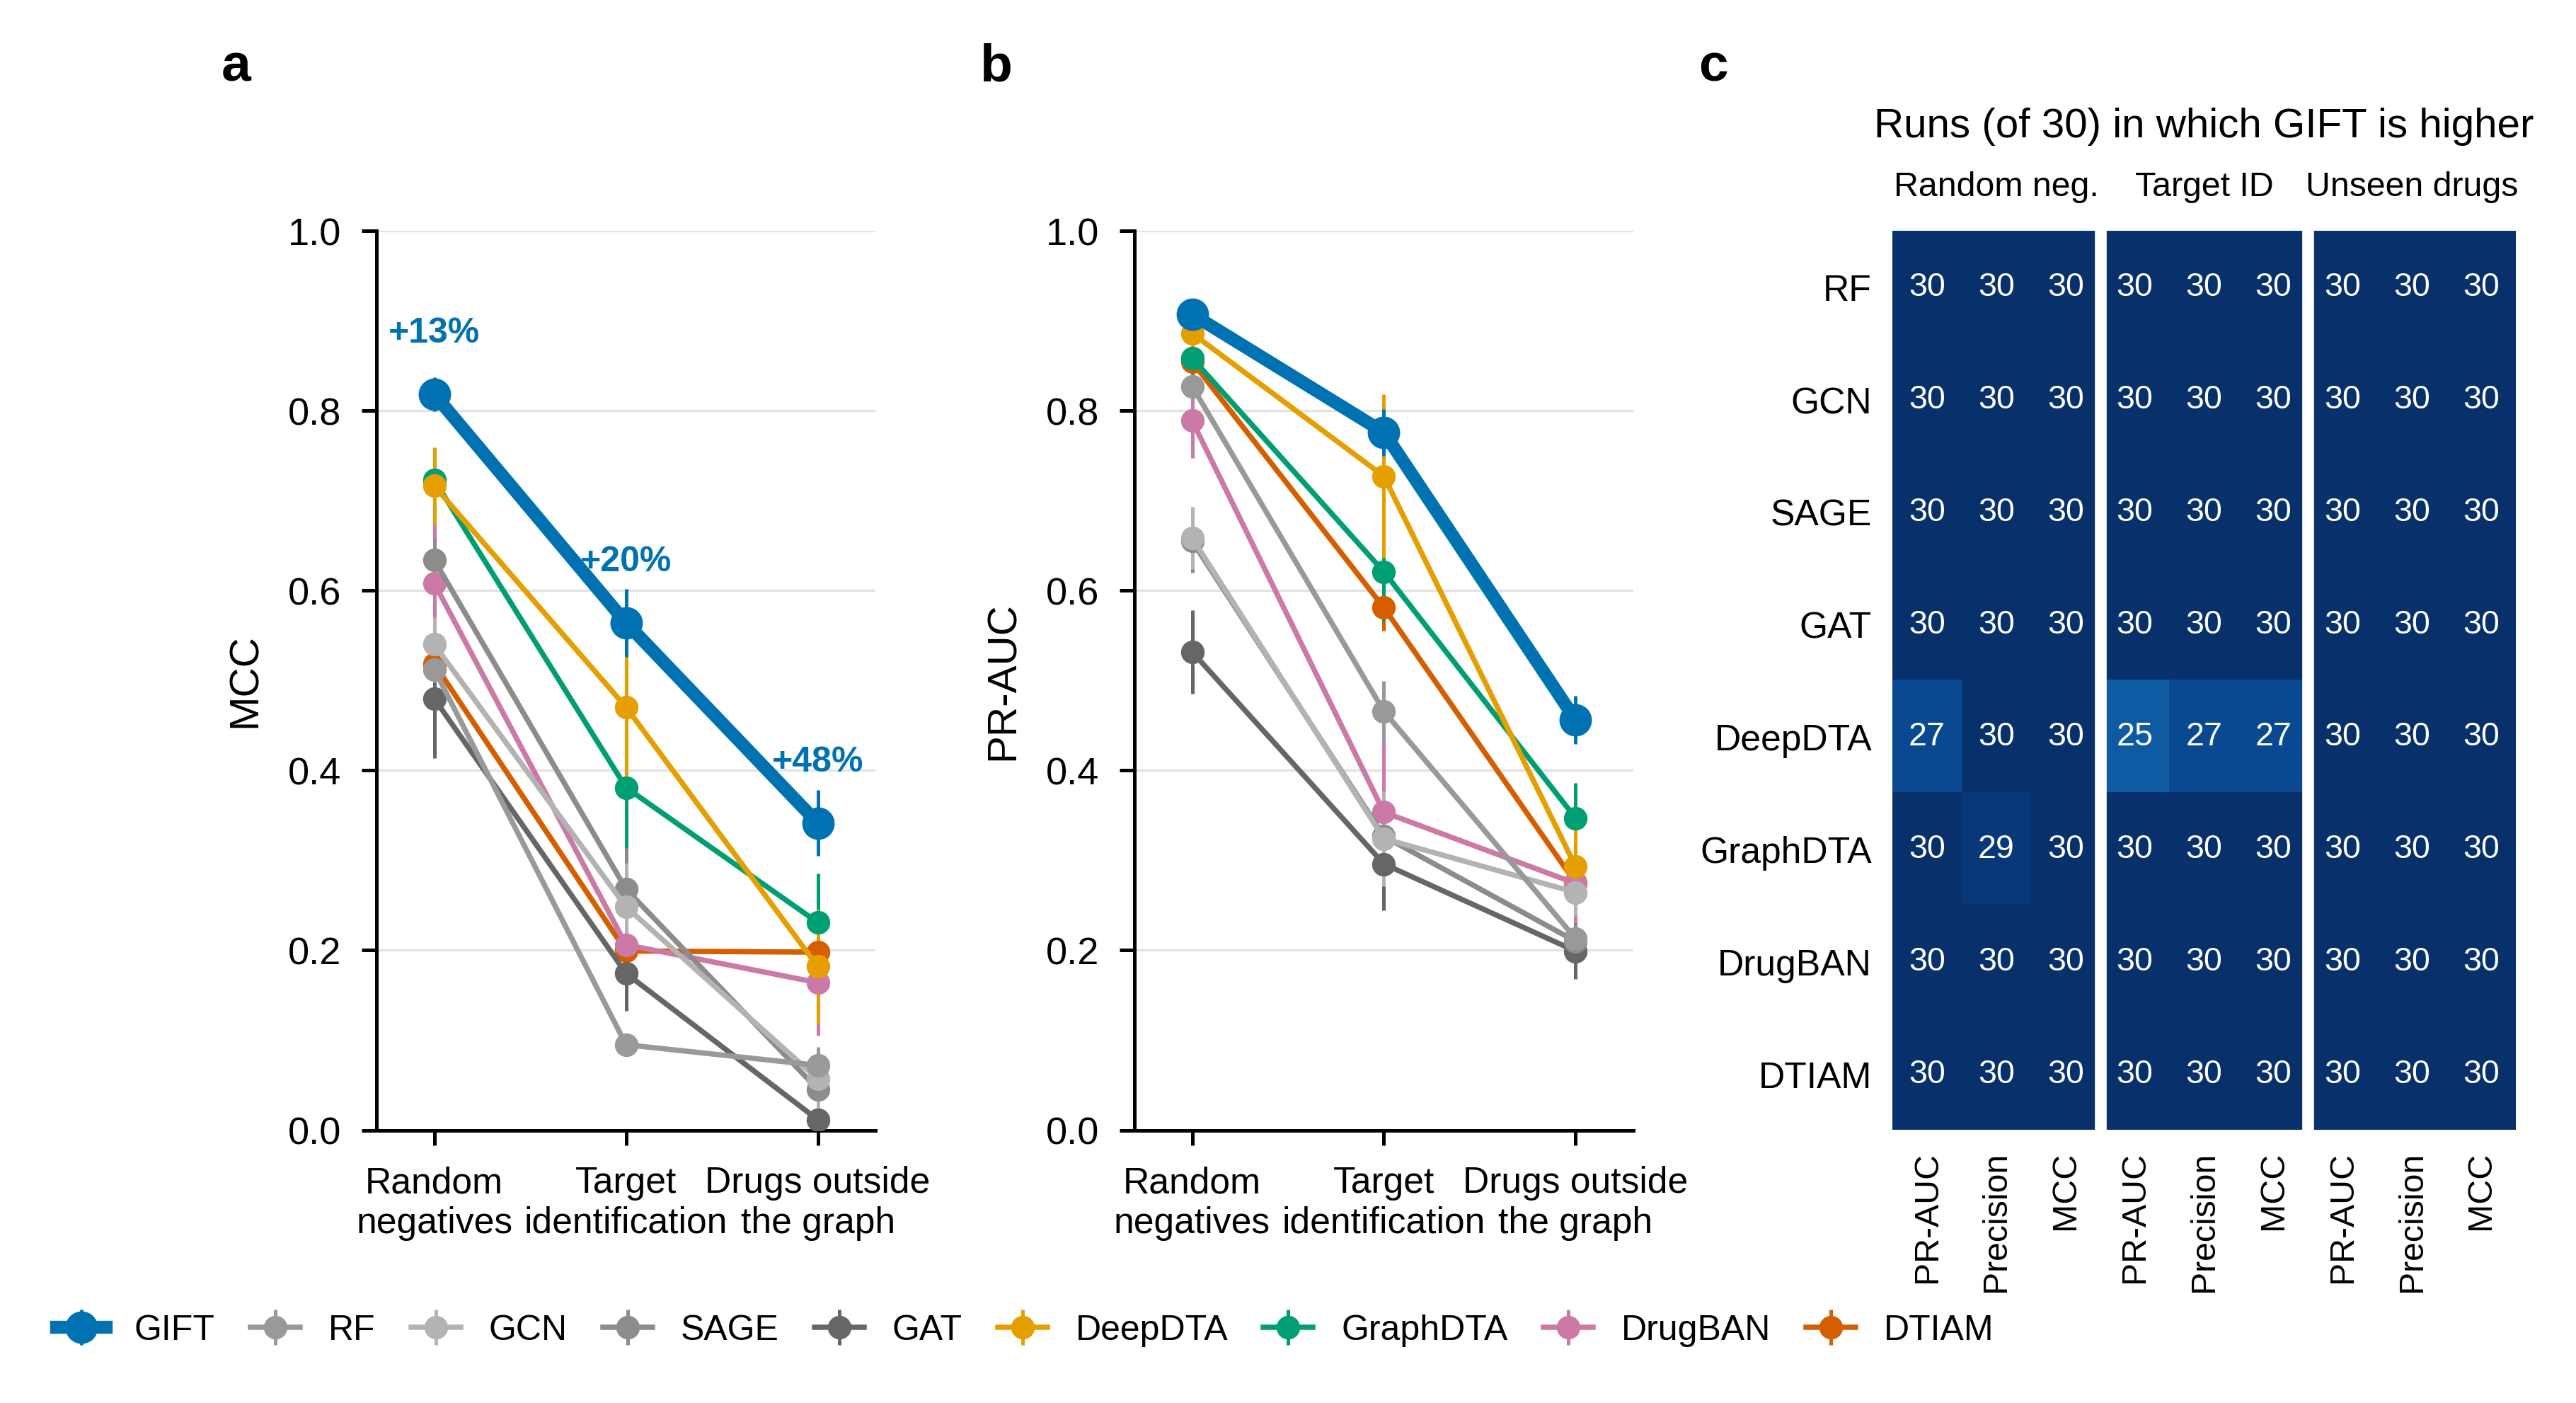 a
b
c
Runs (of 30) in which GIFT is higher
Random neg.
Target ID
Unseen drugs
MCC
1.0
0.8
0.6
0.4
0.2
0.0
+13%
+20%
+48%
Random
negatives
Target
identification
Drugs outside
the graph
PR-AUC
1.0
0.8
0.6
0.4
0.2
0.0
Random
negatives
Target
identification
Drugs outside
the graph
RF 30 30 30 30 30 30 30 30 30
GCN 30 30 30 30 30 30 30 30 30
SAGE 30 30 30 30 30 30 30 30 30
GAT 30 30 30 30 30 30 30 30 30
DeepDTA 27 30 30 25 27 27 30 30 30
GraphDTA 30 29 30 30 30 30 30 30 30
DrugBAN 30 30 30 30 30 30 30 30 30
DTIAM 30 30 30 30 30 30 30 30 30
PR-AUC
Precision
MCC
PR-AUC
Precision
MCC
PR-AUC
Precision
MCC
GIFT RF GCN SAGE GAT DeepDTA GraphDTA DrugBAN DTIAM